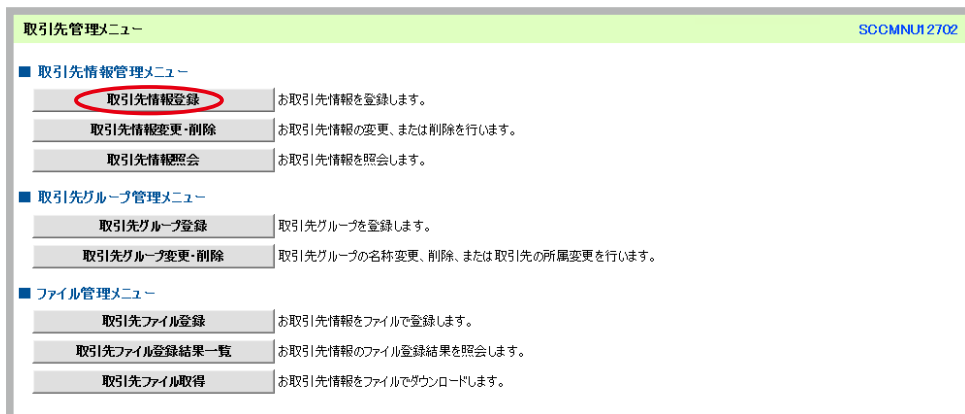 取引先管理メニュー SCCMNU12702
■ 取引先情報管理メニュー
取引先情報登録 お取引先情報を登録します。
取引先情報変更・削除 お取引先情報の変更、または削除を行います。
取引先情報照会 お取引先情報を照会します。
■ 取引先グループ管理メニュー
取引先グループ登録 取引先グループを登録します。
取引先グループ変更・削除 取引先グループの名称変更、削除、または取引先の所属変更を行います。
■ ファイル管理メニュー
取引先ファイル登録 お取引先情報をファイルで登録します。
取引先ファイル登録結果一覧 お取引先情報のファイル登録結果を照会します。
取引先ファイル取得 お取引先情報をファイルでダウンロードします。